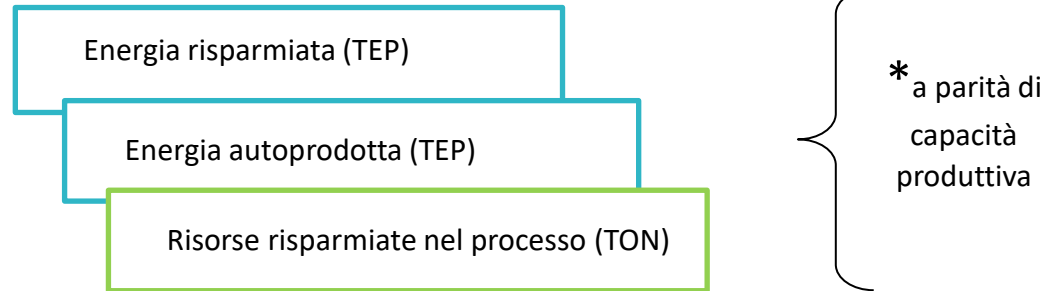 Energia risparmiata (TEP)
Energia autoprodotta (TEP)
Risorse risparmiate nel processo (TON)
*a parità di
capacità
produttiva